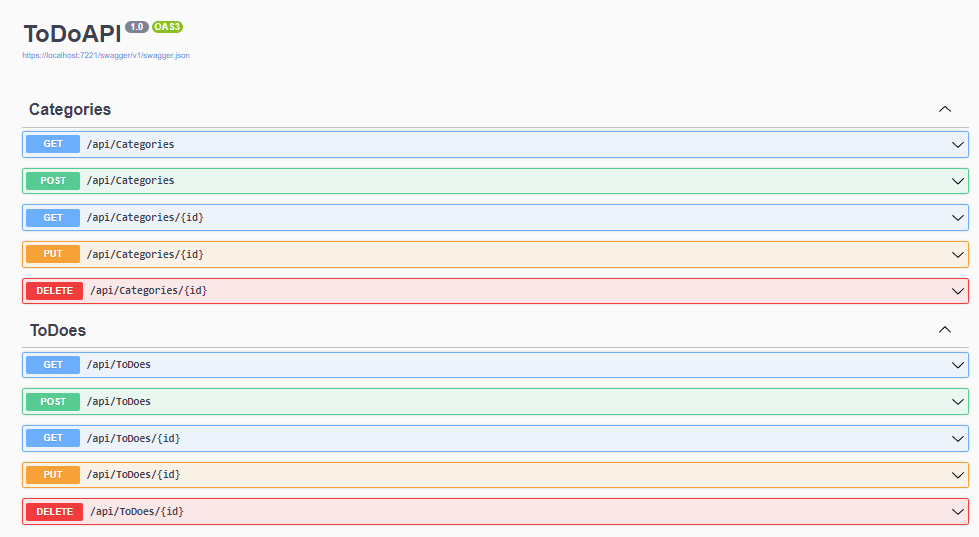 ToDoAPI 1.0 OAS3
https://localhost:7221/swagger/v1/swagger.json
Categories
GET /api/Categories
POST /api/Categories
GET /api/Categories/{id}
PUT /api/Categories/{id}
DELETE /api/Categories/{id}
ToDoes
GET /api/ToDoes
POST /api/ToDoes
GET /api/ToDoes/{id}
PUT /api/ToDoes/{id}
DELETE /api/ToDoes/{id}